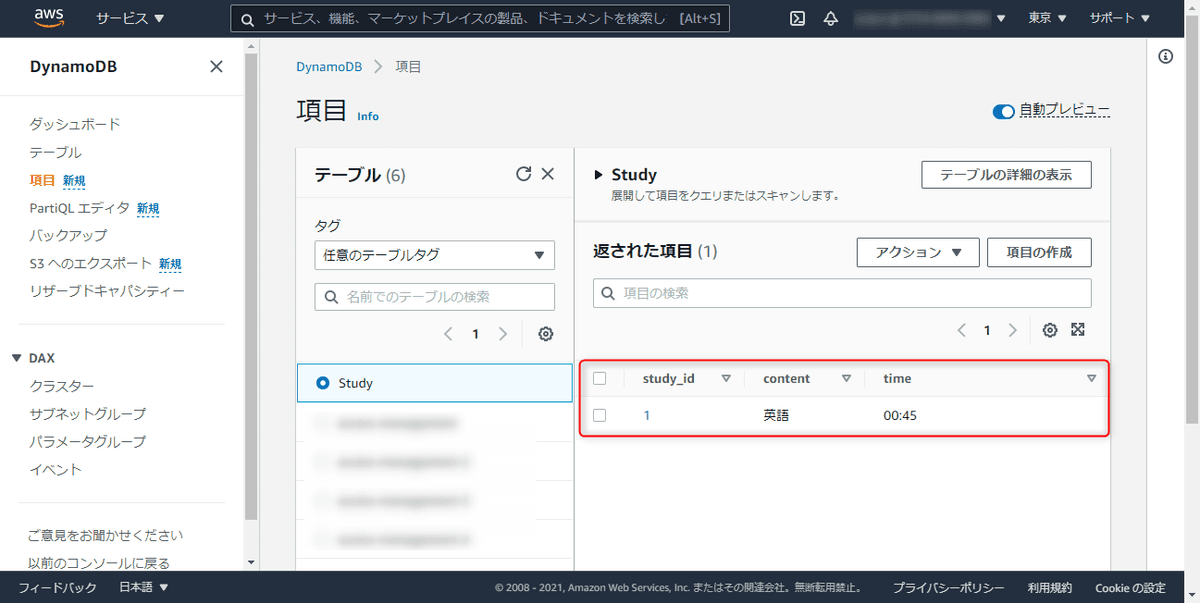 aws
サービス ▼
サービス、機能、マーケットプレイスの製品、ドキュメントを検索し [Alt+S]
東京 ▼
サポート ▼
DynamoDB
ダッシュボード
テーブル
項目 新規
PartiQL エディタ 新規
バックアップ
S3 へのエクスポート 新規
リザーブドキャパシティー
▼ DAX
クラスター
サブネットグループ
パラメータグループ
イベント
ご意見をお聞かせください
以前のコンソールに戻る
DynamoDB > 項目
項目 Info
自動プレビュー
テーブル (6)
タグ
任意のテーブルタグ
名前でのテーブルの検索
1
Study
▶ Study
展開して項目をクエリまたはスキャンします。
テーブルの詳細の表示
返された項目 (1)
アクション ▼
項目の作成
項目の検索
1
study_id content time
1 英語 00:45
フィードバック
日本語 ▼
© 2008 - 2021, Amazon Web Services, Inc. またはその関連会社。無断転用禁止。
プライバシーポリシー
利用規約
Cookie の設定